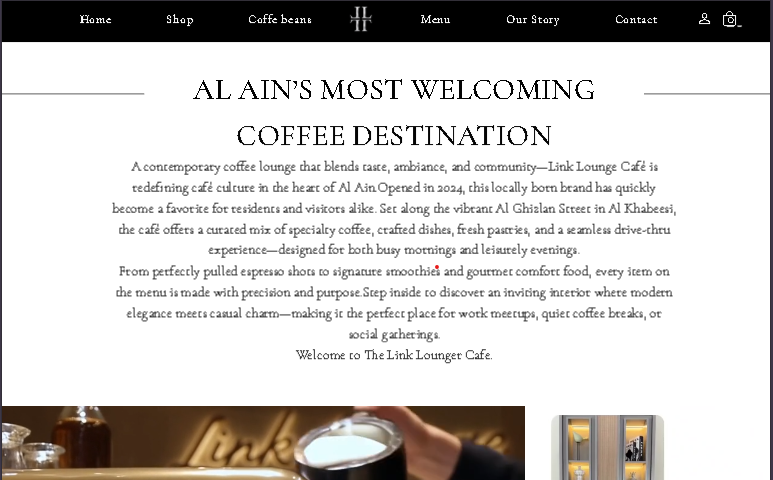 Home Shop Coffe beans Menu Our Story Contact
AL AIN'S MOST WELCOMING
COFFEE DESTINATION
A contemporary coffee lounge that blends taste, ambiance, and community—Link Lounge Café is
redefining café culture in the heart of Al Ain.Opened in 2024, this locally born brand has quickly
become a favorite for residents and visitors alike. Set along the vibrant Al Ghizlan Street in Al Khabeesi,
the café offers a curated mix of specialty coffee, crafted dishes, fresh pastries, and a seamless drive-thru
experience—designed for both busy mornings and leisurely evenings.
From perfectly pulled espresso shots to signature smoothies and gourmet comfort food, every item on
the menu is made with precision and purpose.Step inside to discover an inviting interior where modern
elegance meets casual charm—making it the perfect place for work meetups, quiet coffee breaks, or
social gatherings.
Welcome to The Link Lounger Cafe.
Link